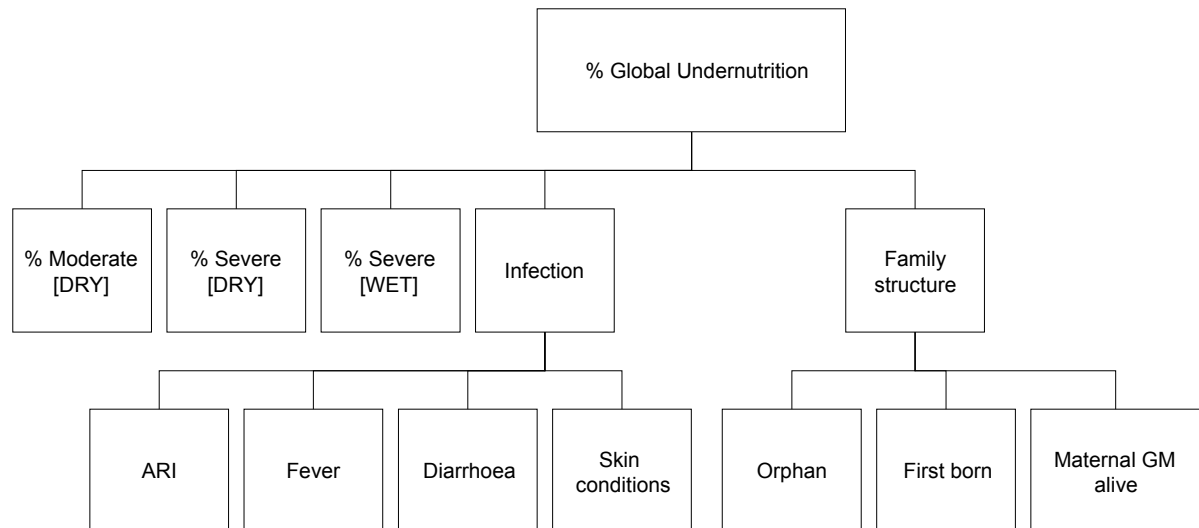 % Global Undernutrition
% Moderate
[DRY]
% Severe
[DRY]
% Severe
[WET]
Infection
Family
structure
ARI
Fever
Diarrhoea
Skin
conditions
Orphan
First born
Maternal GM
alive